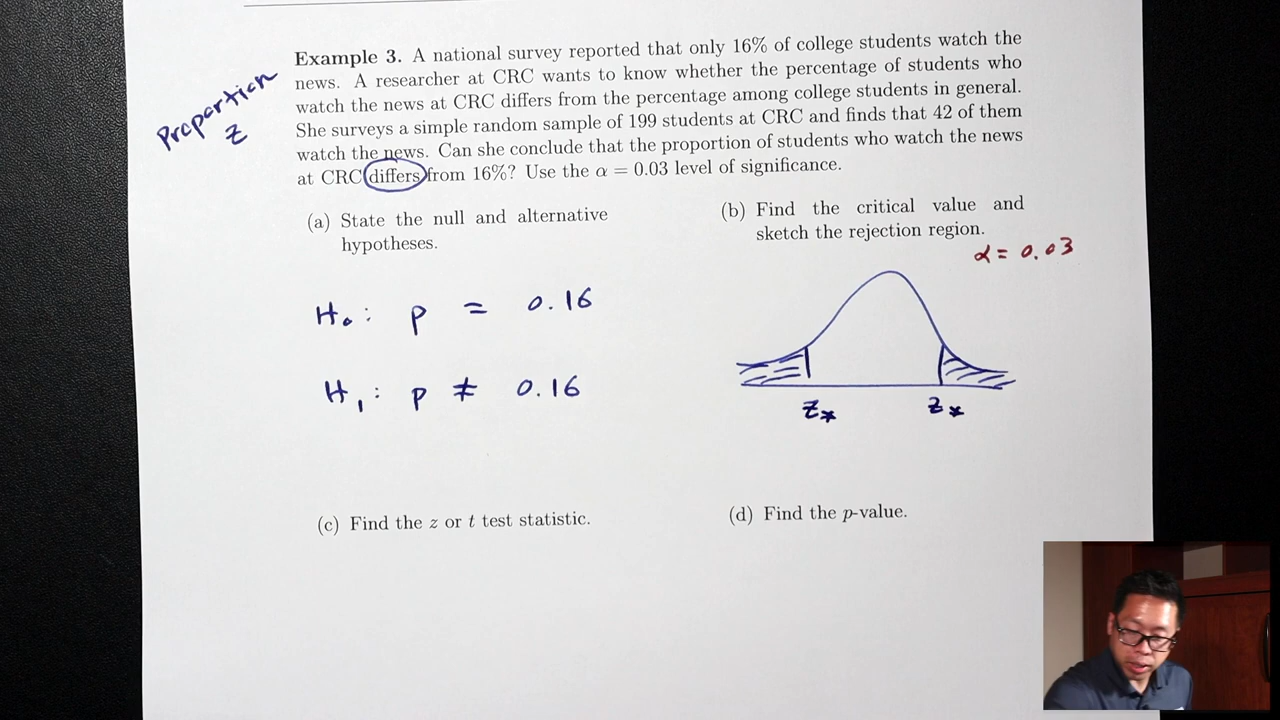 Proportion
Z
Example 3. A national survey reported that only 16% of college students watch the
news. A researcher at CRC wants to know whether the percentage of students who
watch the news at CRC differs from the percentage among college students in general.
She surveys a simple random sample of 199 students at CRC and finds that 42 of them
watch the news. Can she conclude that the proportion of students who watch the news
at CRC differs from 16%? Use the α = 0.03 level of significance.
(a) State the null and alternative
hypotheses.
H₀: p = 0.16
H₁: p ≠ 0.16
(b) Find the critical value and
sketch the rejection region.
α = 0.03
Z* Z*
(c) Find the z or t test statistic.
(d) Find the p-value.